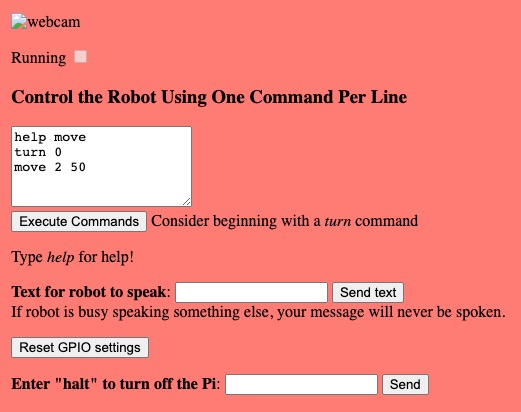 webcam
Running
Control the Robot Using One Command Per Line
help move
turn 0
move 2 50
Execute Commands Consider beginning with a turn command
Type help for help!
Text for robot to speak: Send text
If robot is busy speaking something else, your message will never be spoken.
Reset GPIO settings
Enter "halt" to turn off the Pi: Send